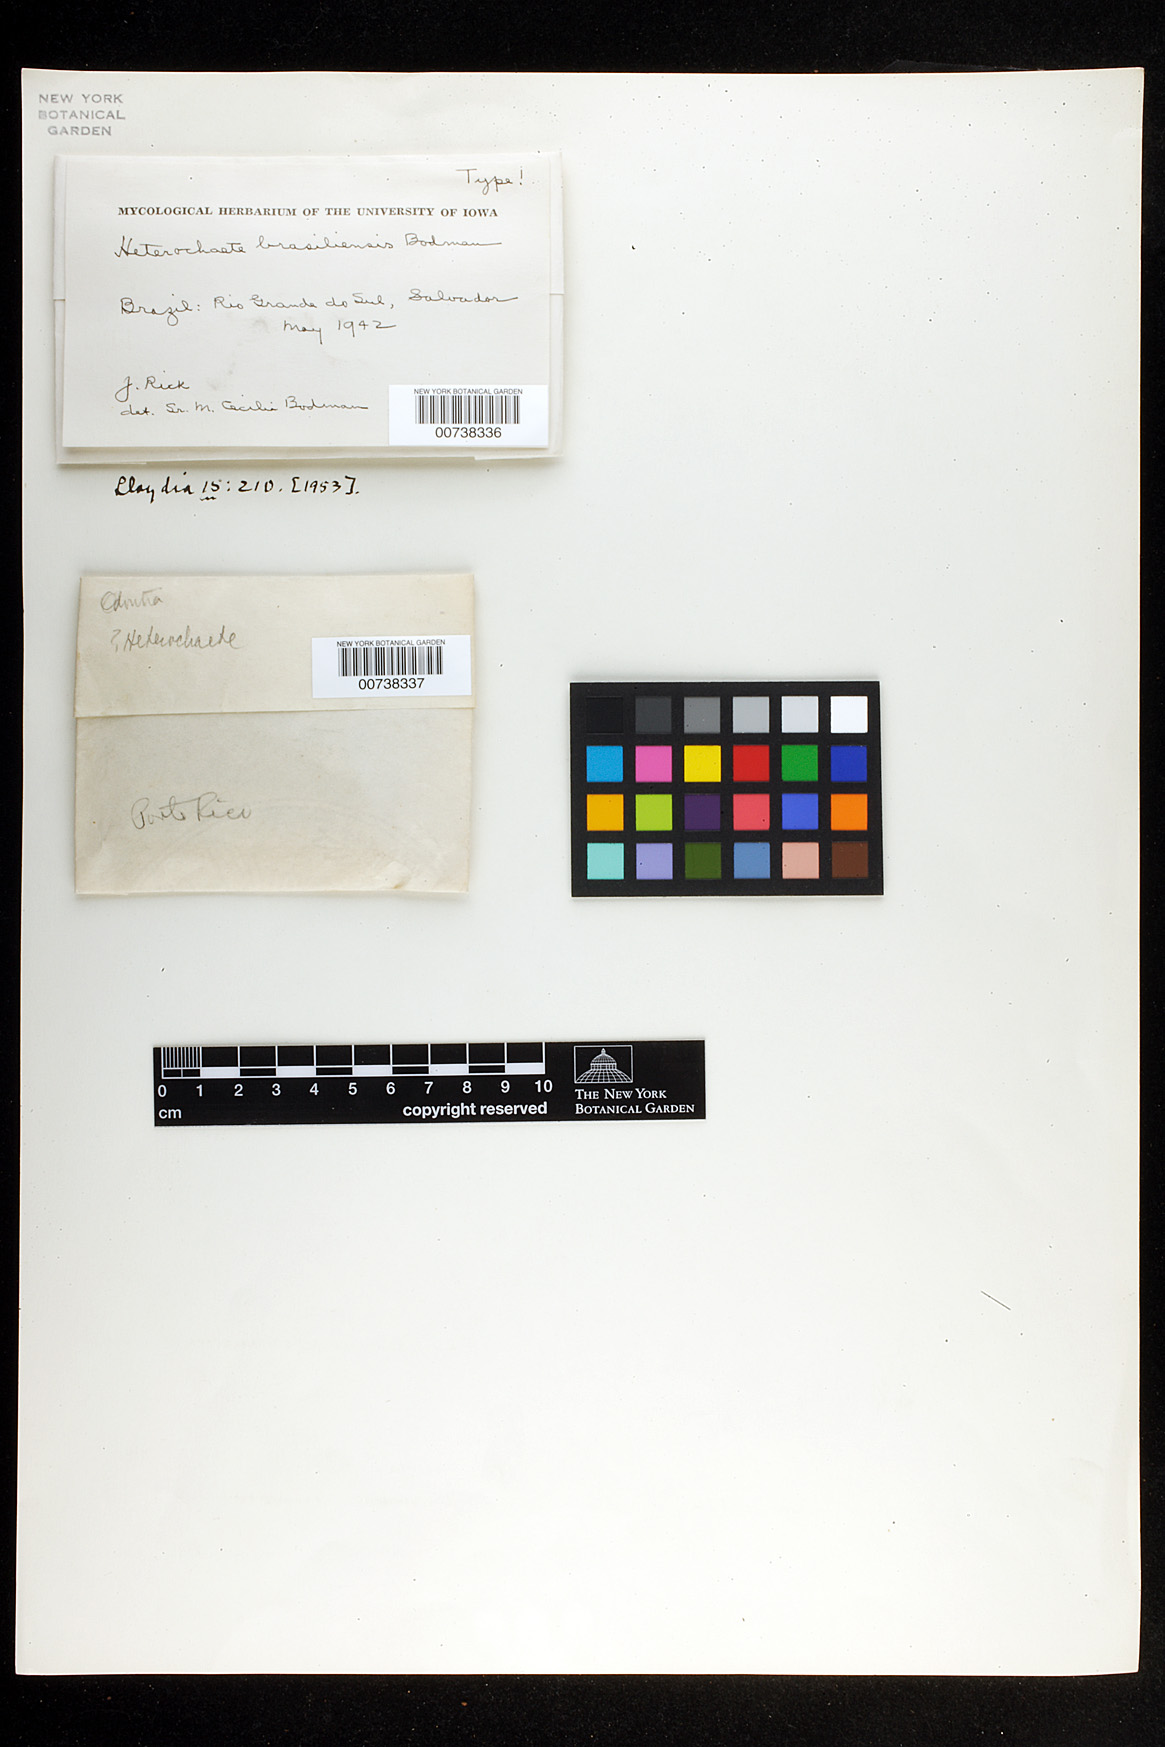 NEW YORK
BOTANICAL
GARDEN
Type!
MYCOLOGICAL HERBARIUM OF THE UNIVERSITY OF IOWA
Heterochaete brasiliensis Bodman
Brazil: Rio Grande do Sul, Salvador
May 1942
J. Rick
det. Sr. M. Cecilia Bodman
NEW YORK BOTANICAL GARDEN
00738336
Lloydia 15: 210. [1953].
Odontia
? Heterochaete
NEW YORK BOTANICAL GARDEN
00738337
Porto Rico
0 1 2 3 4 5 6 7 8 9 10
cm
copyright reserved
THE NEW YORK
BOTANICAL GARDEN